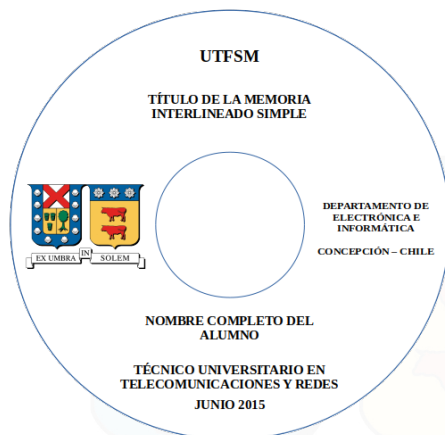 UTFSM
TÍTULO DE LA MEMORIA
INTERLINEADO SIMPLE
EX UMBRA IN SOLEM
DEPARTAMENTO DE
ELECTRÓNICA E
INFORMÁTICA
CONCEPCIÓN – CHILE
NOMBRE COMPLETO DEL
ALUMNO
TÉCNICO UNIVERSITARIO EN
TELECOMUNICACIONES Y REDES
JUNIO 2015